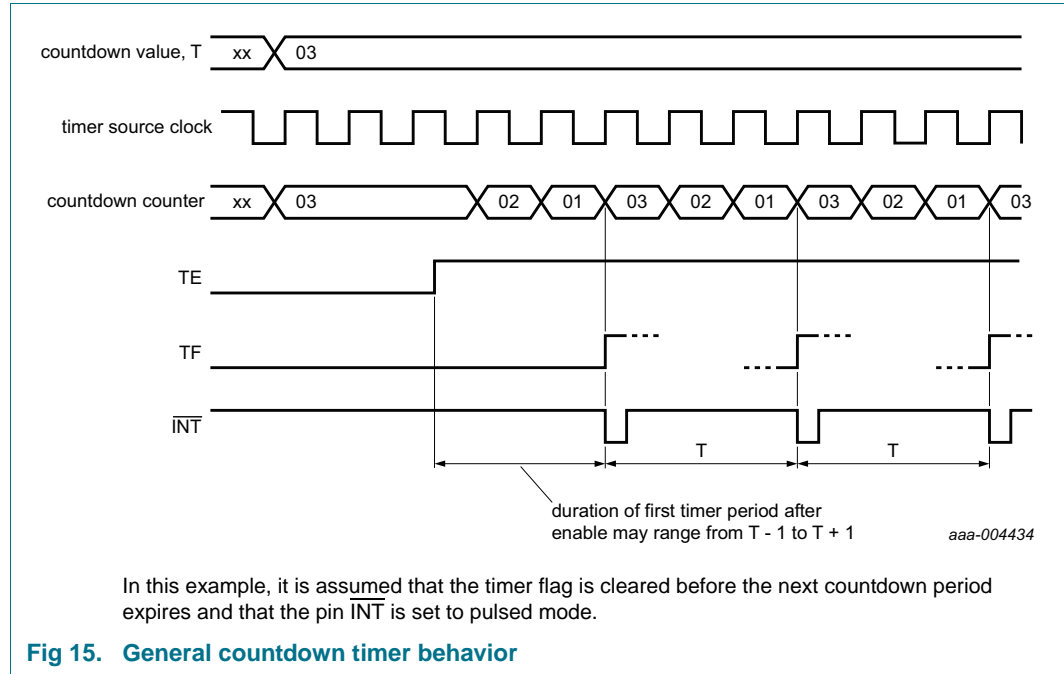 countdown value, T xx 03
timer source clock
countdown counter xx 03 02 01 03 02 01 03 02 01 03
TE
TF
INT
T T
duration of first timer period after
enable may range from T - 1 to T + 1
aaa-004434
In this example, it is assumed that the timer flag is cleared before the next countdown period
expires and that the pin INT is set to pulsed mode.
Fig 15. General countdown timer behavior